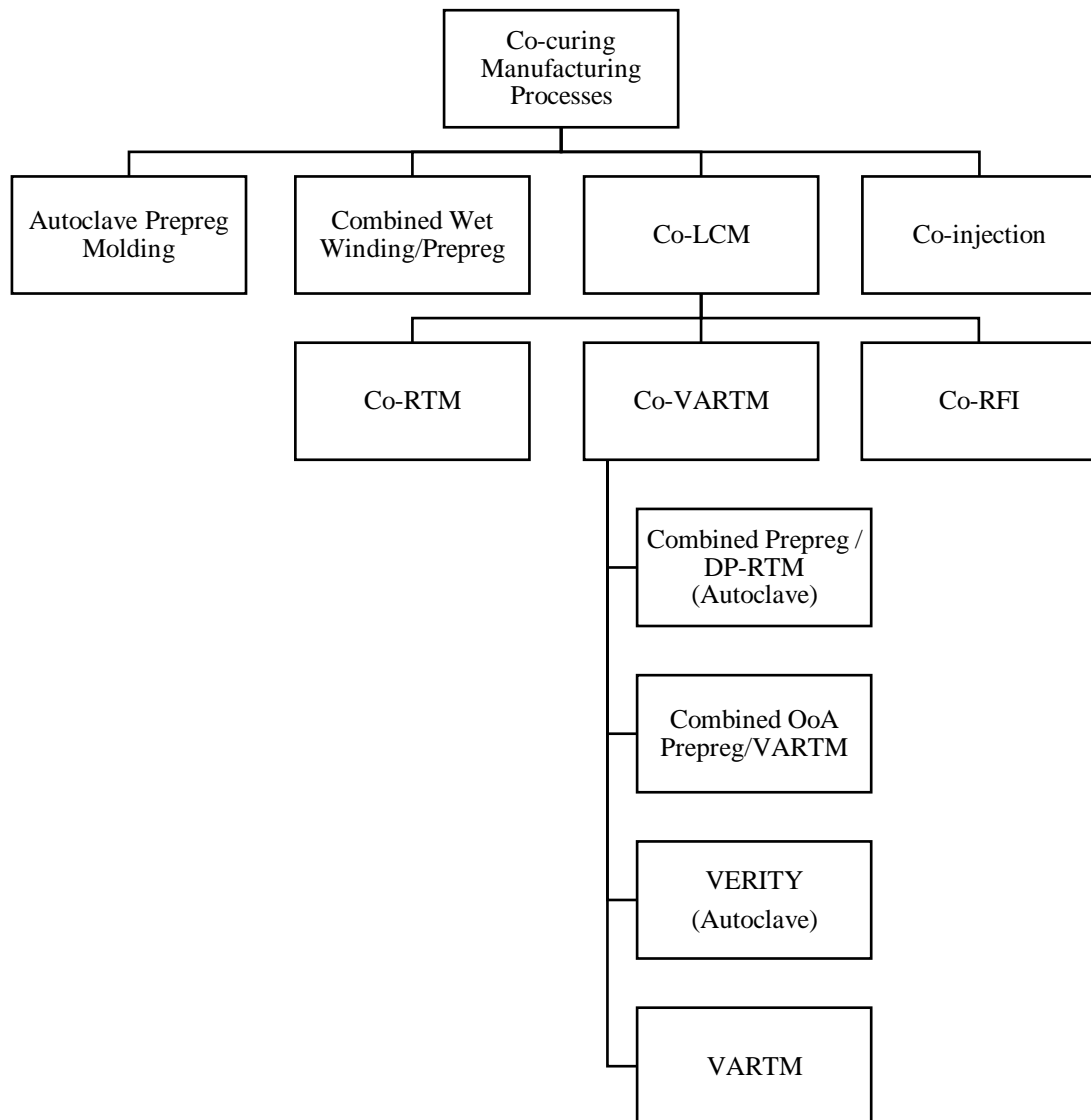 Co-curing
Manufacturing
Processes
Autoclave Prepreg
Molding
Combined Wet
Winding/Prepreg
Co-LCM
Co-injection
Co-RTM
Co-VARTM
Co-RFI
Combined Prepreg /
DP-RTM
(Autoclave)
Combined OoA
Prepreg/VARTM
VERITY
(Autoclave)
VARTM